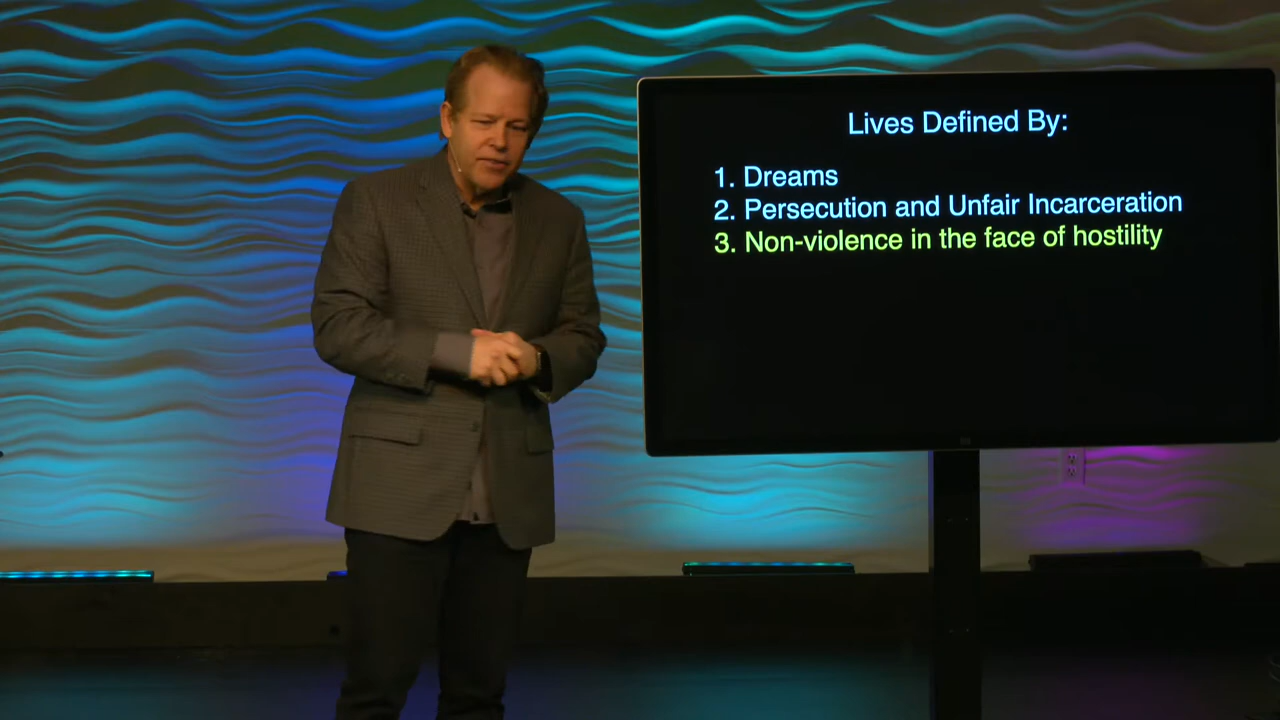 Lives Defined By:
1. Dreams
2. Persecution and Unfair Incarceration
3. Non-violence in the face of hostility